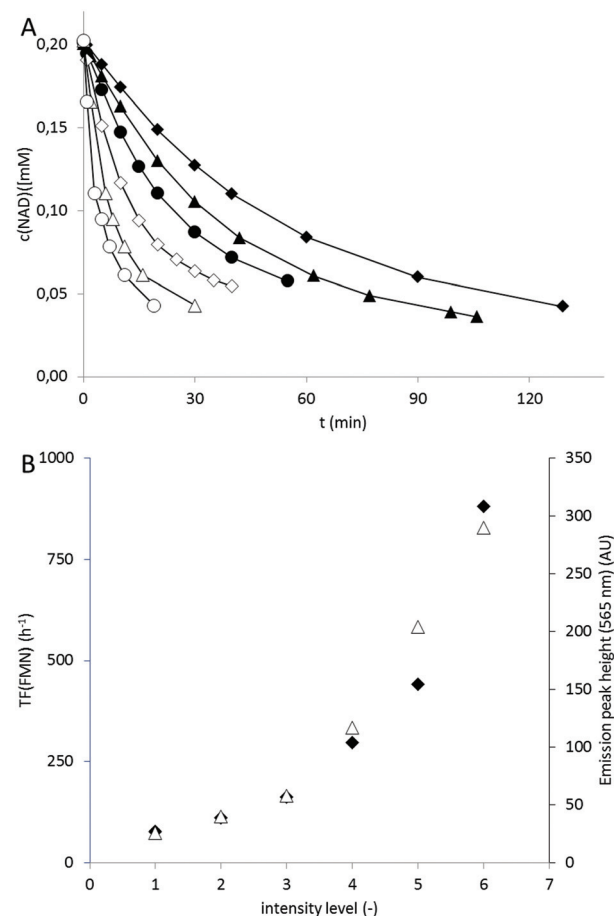 A
c(NAD)([mM)
0,20
0,15
0,10
0,05
0,00
0 30 60 90 120
t (min)
B
TF(FMN) (h⁻¹)
1000
750
500
250
0
0 1 2 3 4 5 6 7
intensity level (-)
350
300
250
200
150
100
50
0
Emission peak height (565 nm) (AU)